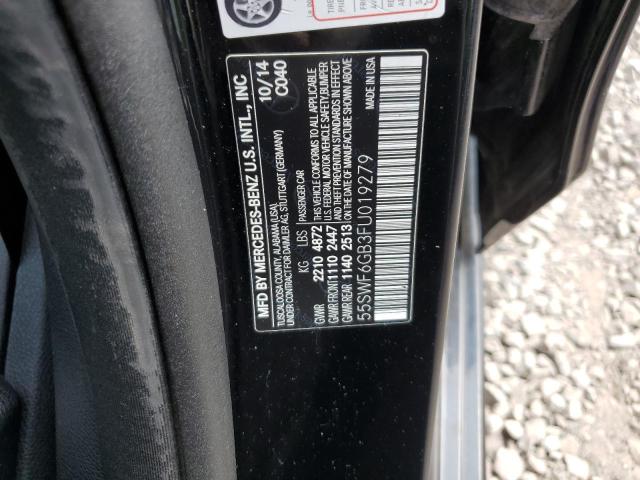 MFD BY MERCEDES-BENZ U.S. INTL., INC 10/14
TUSCALOOSA COUNTY, ALABAMA (USA), C040
UNDER CONTRACT OF DAIMLER AG, STUTTGART (GERMANY)
KG LBS PASSENGER CAR
GVWR 2210 4872 THIS VEHICLE CONFORMS TO ALL APPLICABLE
GAWR FRONT 1110 2447 U.S. FEDERAL MOTOR VEHICLE SAFETY/BUMPER/
GAWR REAR 1140 2513 THEFT PREVENTION STANDARDS IN EFFECT
ON THE DATE OF MANUFACTURE SHOWN ABOVE
55SWF6GB3FU019279 MADE IN USA